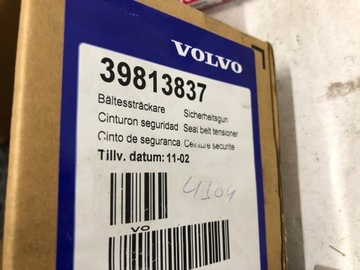 VOLVO
39813837
Bältessträckare Sicherheitsgun
Cinturon seguridad Seat belt tensioner
Cinto de seguranca Ceinture securite
Tillv. datum: 11-02
4104
VO